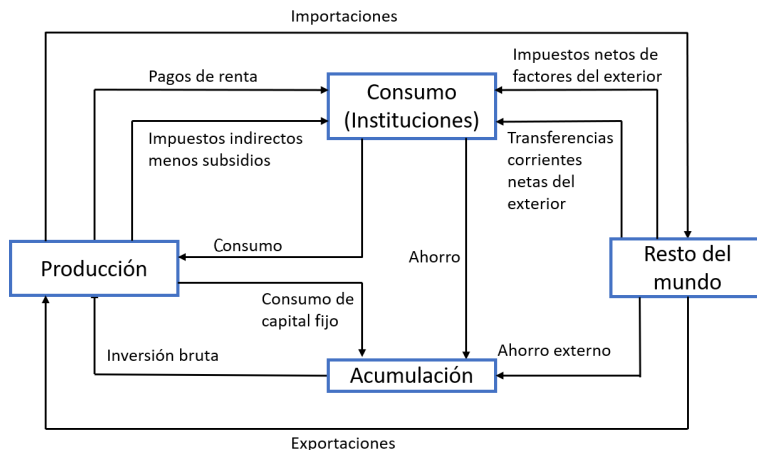 Importaciones
Impuestos netos de
factores del exterior
Pagos de renta
Consumo
(Instituciones)
Impuestos indirectos
menos subsidios
Transferencias
corrientes
netas del
exterior
Consumo
Ahorro
Producción
Resto del
mundo
Consumo de
capital fijo
Inversión bruta
Ahorro externo
Acumulación
Exportaciones